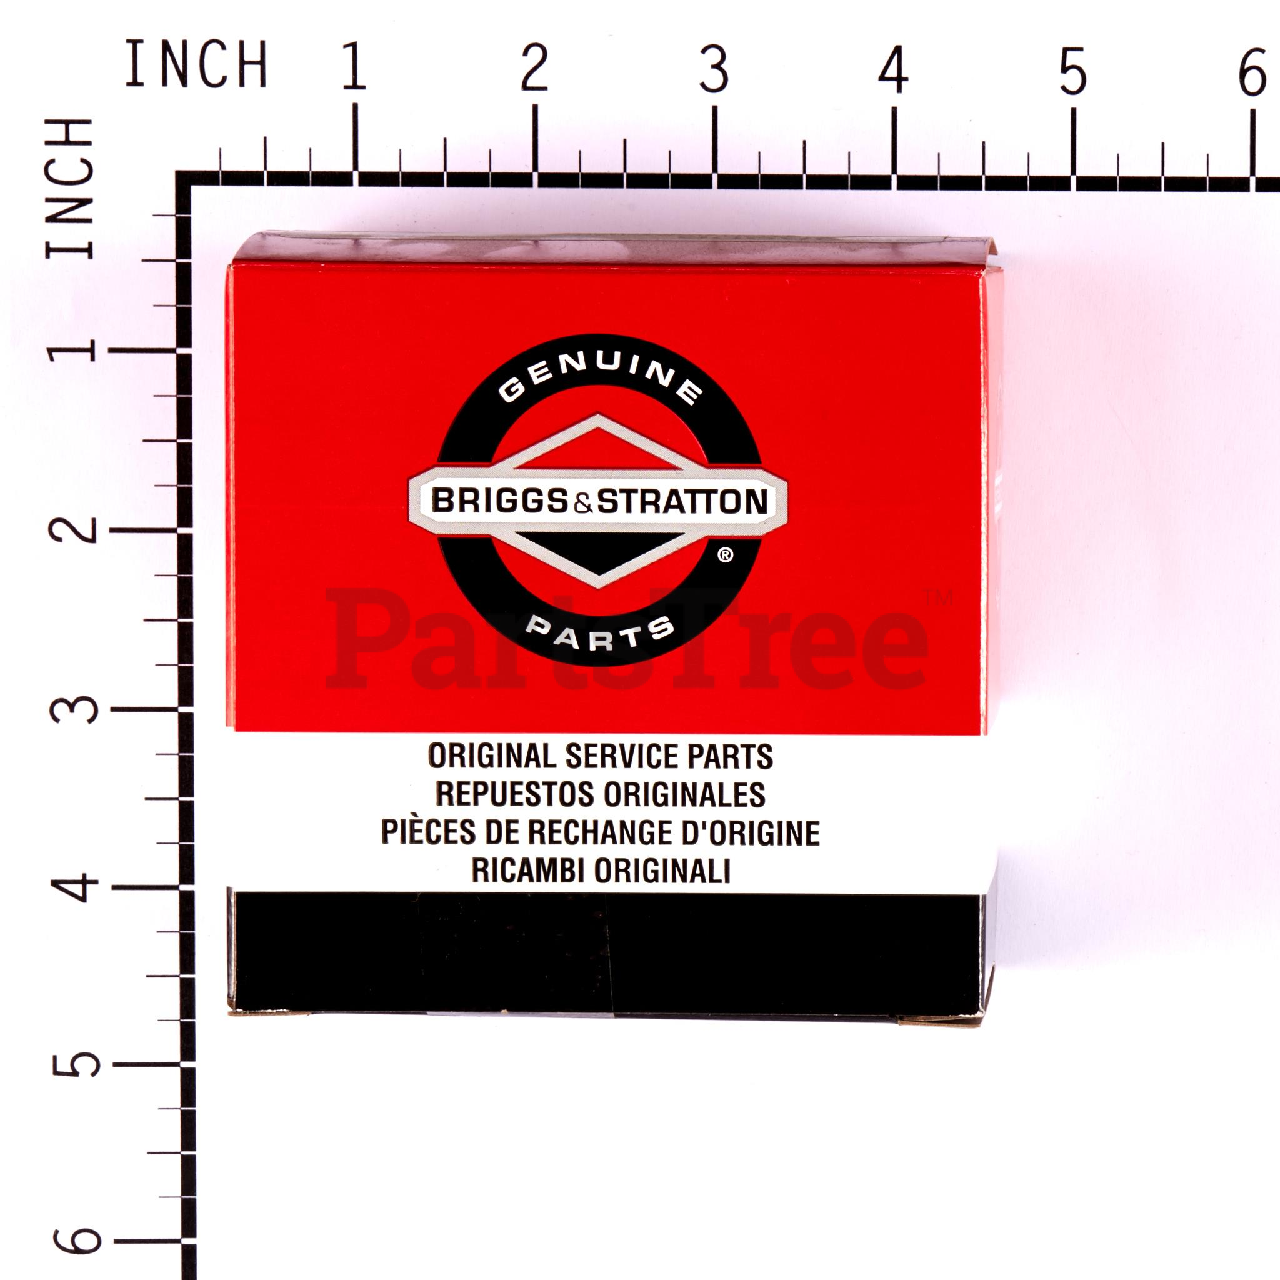 INCH 1 2 3 4 5 6
INCH
1
2
3
4
5
6
GENUINE
BRIGGS & STRATTON
®
PARTS
PartsTree™
ORIGINAL SERVICE PARTS
REPUESTOS ORIGINALES
PIÈCES DE RECHANGE D'ORIGINE
RICAMBI ORIGINALI